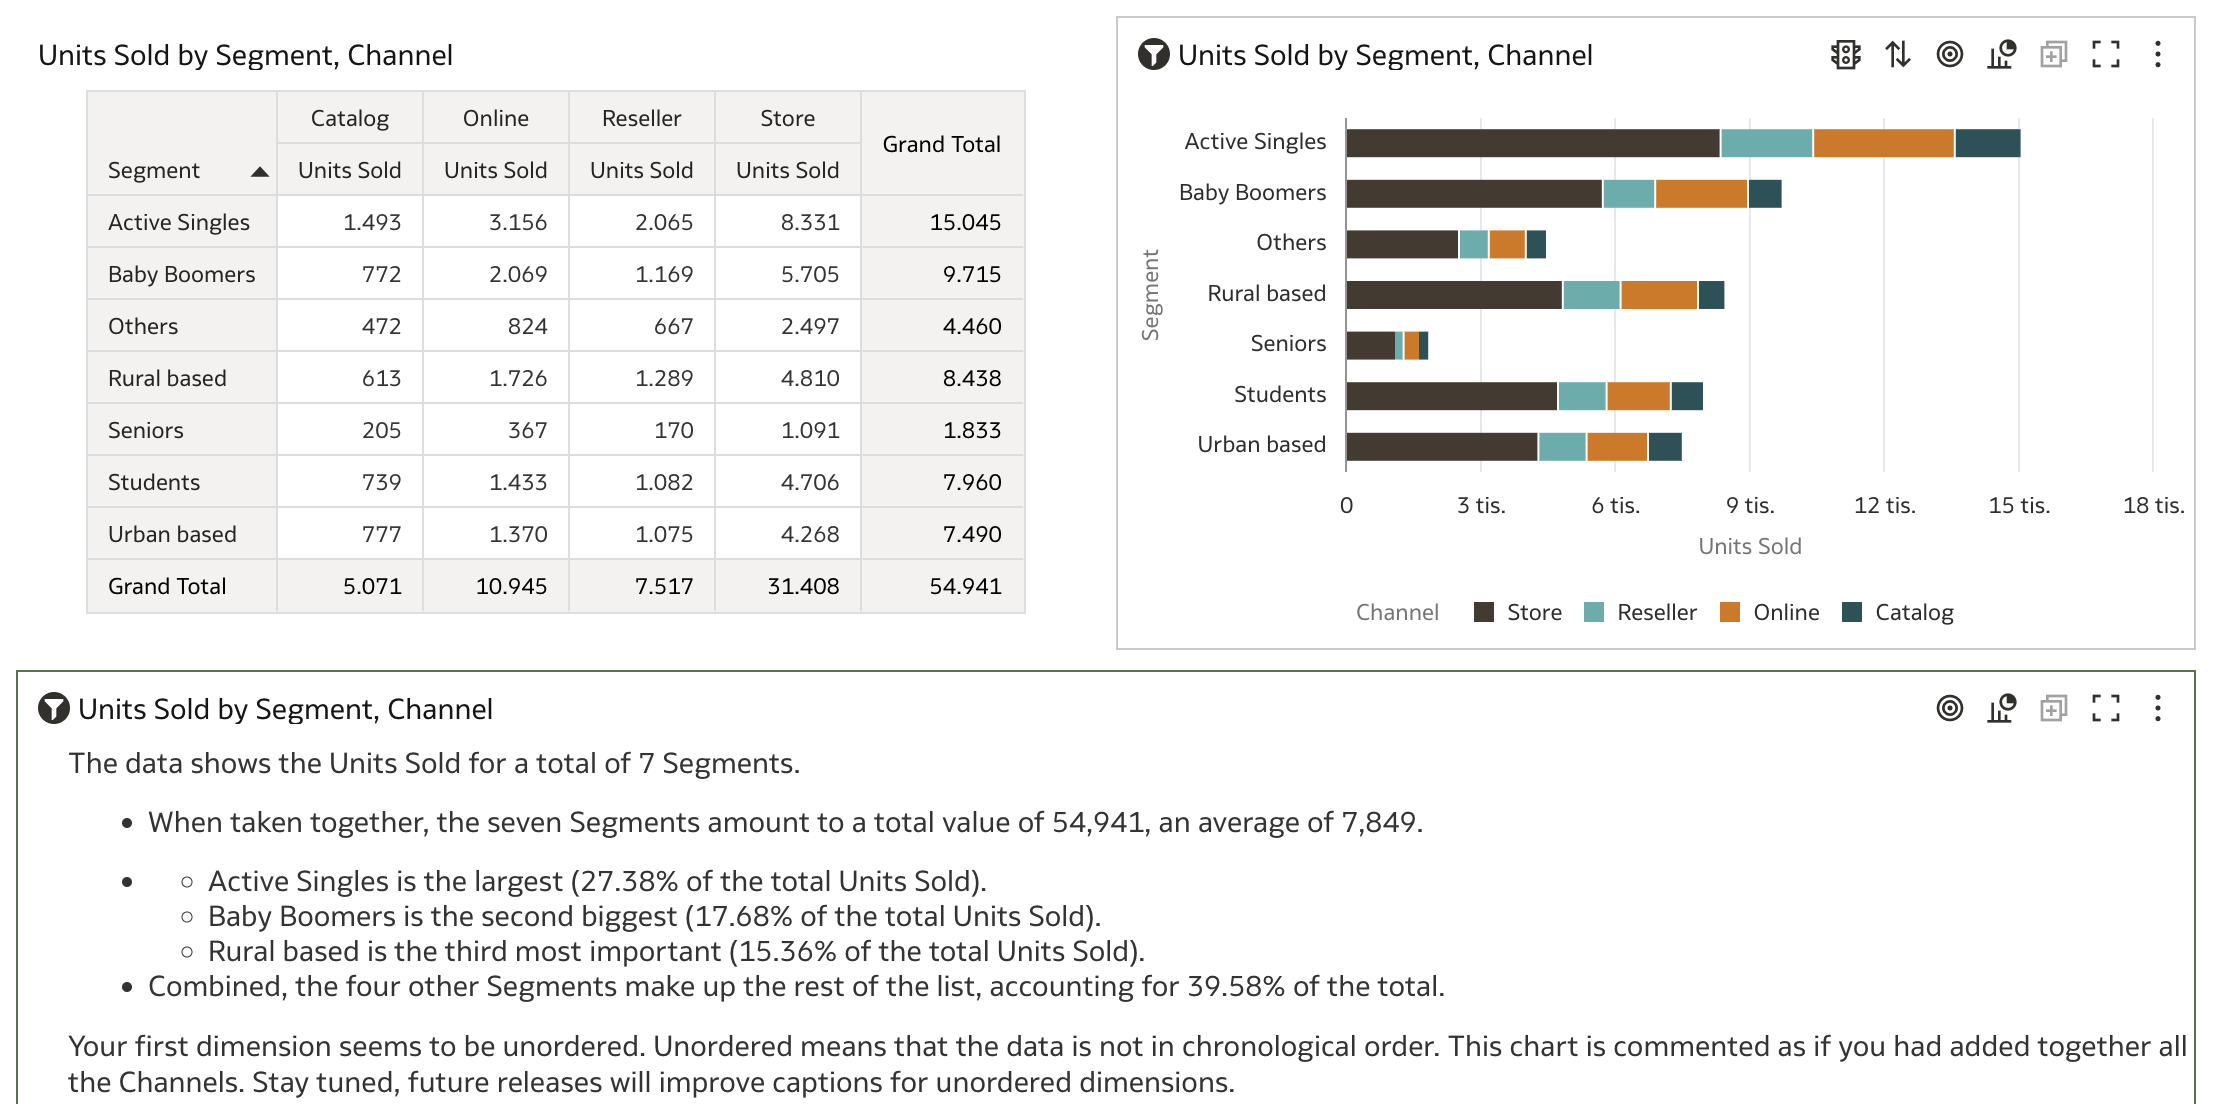 Units Sold by Segment, Channel
Catalog Online Reseller Store Grand Total
Segment Units Sold Units Sold Units Sold Units Sold
Active Singles 1.493 3.156 2.065 8.331 15.045
Baby Boomers 772 2.069 1.169 5.705 9.715
Others 472 824 667 2.497 4.460
Rural based 613 1.726 1.289 4.810 8.438
Seniors 205 367 170 1.091 1.833
Students 739 1.433 1.082 4.706 7.960
Urban based 777 1.370 1.075 4.268 7.490
Grand Total 5.071 10.945 7.517 31.408 54.941
Units Sold by Segment, Channel
Segment
Active Singles
Baby Boomers
Others
Rural based
Seniors
Students
Urban based
0 3 tis. 6 tis. 9 tis. 12 tis. 15 tis. 18 tis.
Units Sold
Channel Store Reseller Online Catalog
Units Sold by Segment, Channel
The data shows the Units Sold for a total of 7 Segments.
• When taken together, the seven Segments amount to a total value of 54,941, an average of 7,849.
• ◦ Active Singles is the largest (27.38% of the total Units Sold).
◦ Baby Boomers is the second biggest (17.68% of the total Units Sold).
◦ Rural based is the third most important (15.36% of the total Units Sold).
• Combined, the four other Segments make up the rest of the list, accounting for 39.58% of the total.
Your first dimension seems to be unordered. Unordered means that the data is not in chronological order. This chart is commented as if you had added together all
the Channels. Stay tuned, future releases will improve captions for unordered dimensions.